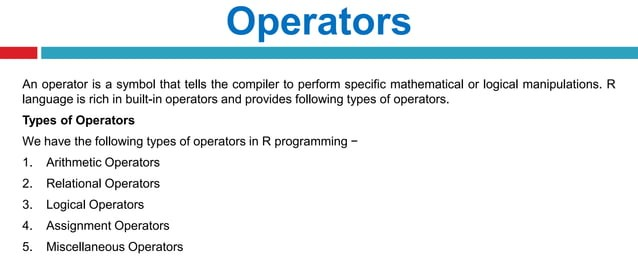 Operators
An operator is a symbol that tells the compiler to perform specific mathematical or logical manipulations. R
language is rich in built-in operators and provides following types of operators.
Types of Operators
We have the following types of operators in R programming −
1. Arithmetic Operators
2. Relational Operators
3. Logical Operators
4. Assignment Operators
5. Miscellaneous Operators